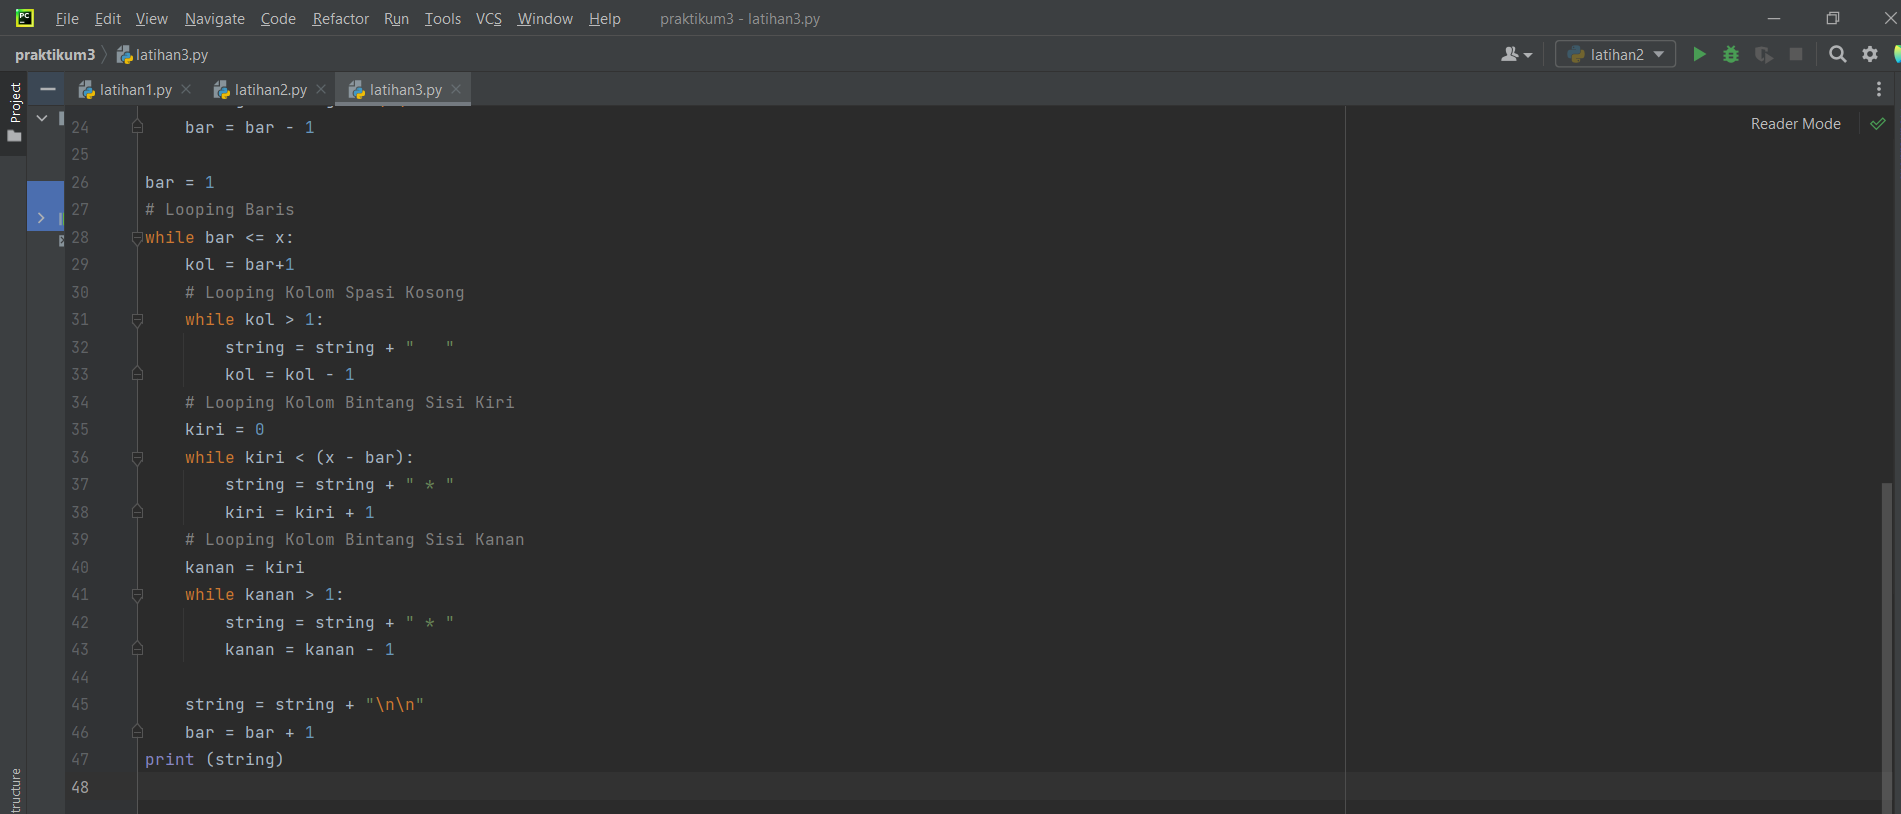 PC
File Edit View Navigate Code Refactor Run Tools VCS Window Help praktikum3 - latihan3.py
praktikum3 latihan3.py latihan2
Project
latihan1.py latihan2.py latihan3.py
Reader Mode
24 bar = bar - 1
25
26 bar = 1
27 # Looping Baris
28 while bar <= x:
29 kol = bar+1
30 # Looping Kolom Spasi Kosong
31 while kol > 1:
32 string = string + "   "
33 kol = kol - 1
34 # Looping Kolom Bintang Sisi Kiri
35 kiri = 0
36 while kiri < (x - bar):
37 string = string + " * "
38 kiri = kiri + 1
39 # Looping Kolom Bintang Sisi Kanan
40 kanan = kiri
41 while kanan > 1:
42 string = string + " * "
43 kanan = kanan - 1
44
45 string = string + "\n\n"
46 bar = bar + 1
47 print (string)
48
tructure